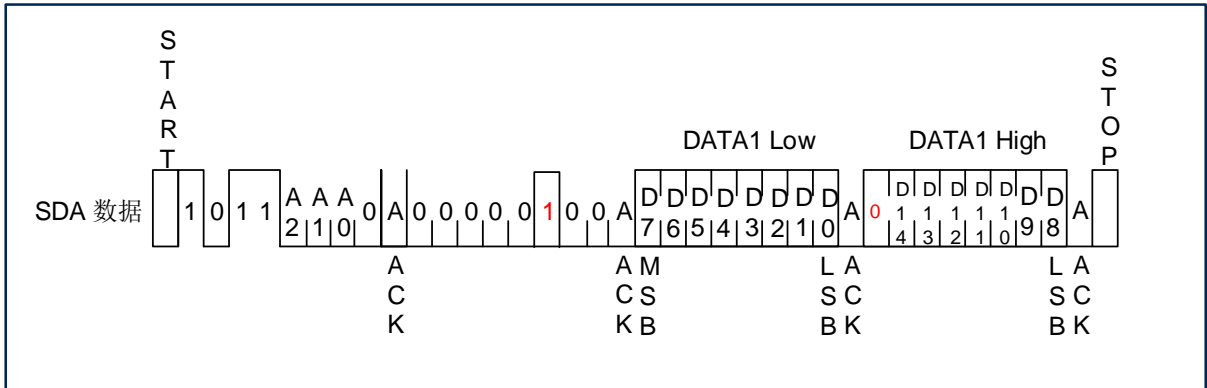 START
STOP
DATA1 Low DATA1 High
SDA 数据 1 0 1 1 A2 A1 A0 0 A 0 0 0 0 0 1 0 0 A D7 D6 D5 D4 D3 D2 D1 D0 A 0 D14 D13 D12 D11 D10 D9 D8 A
ACK ACK MSB LSB ACK LSB ACK